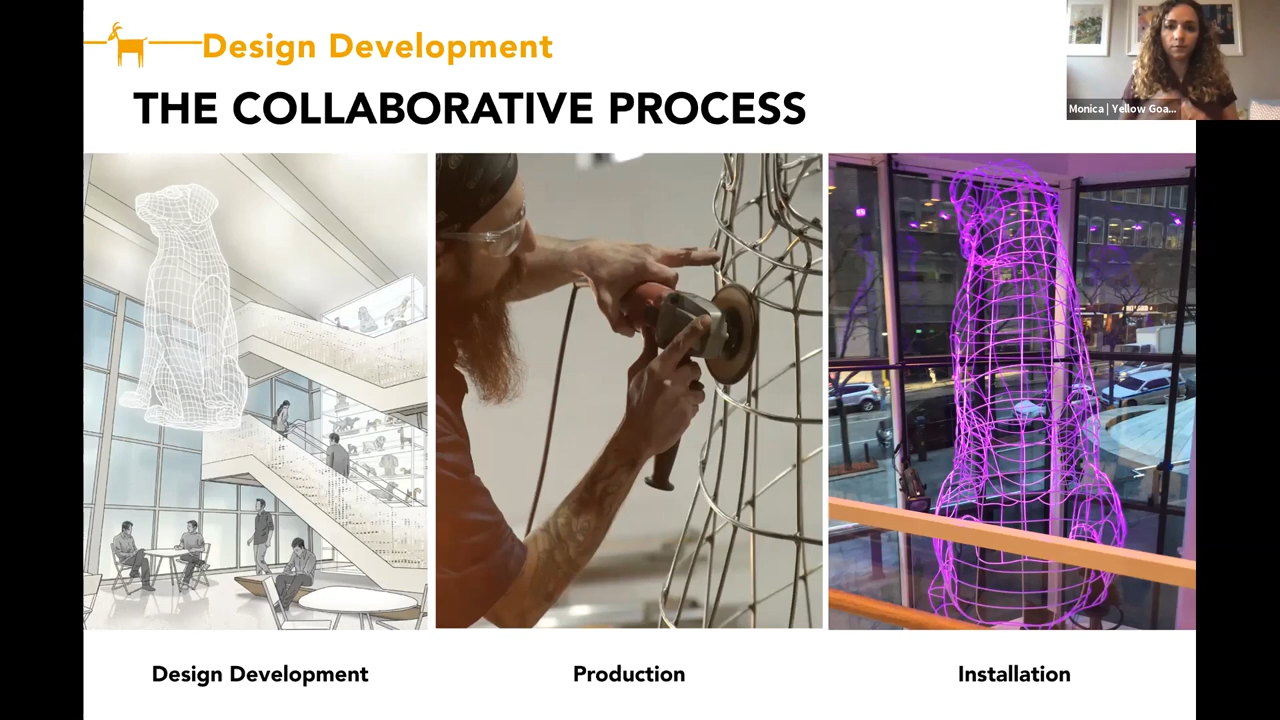 Design Development
THE COLLABORATIVE PROCESS
Monica | Yellow Goa...
Design Development
Production
Installation